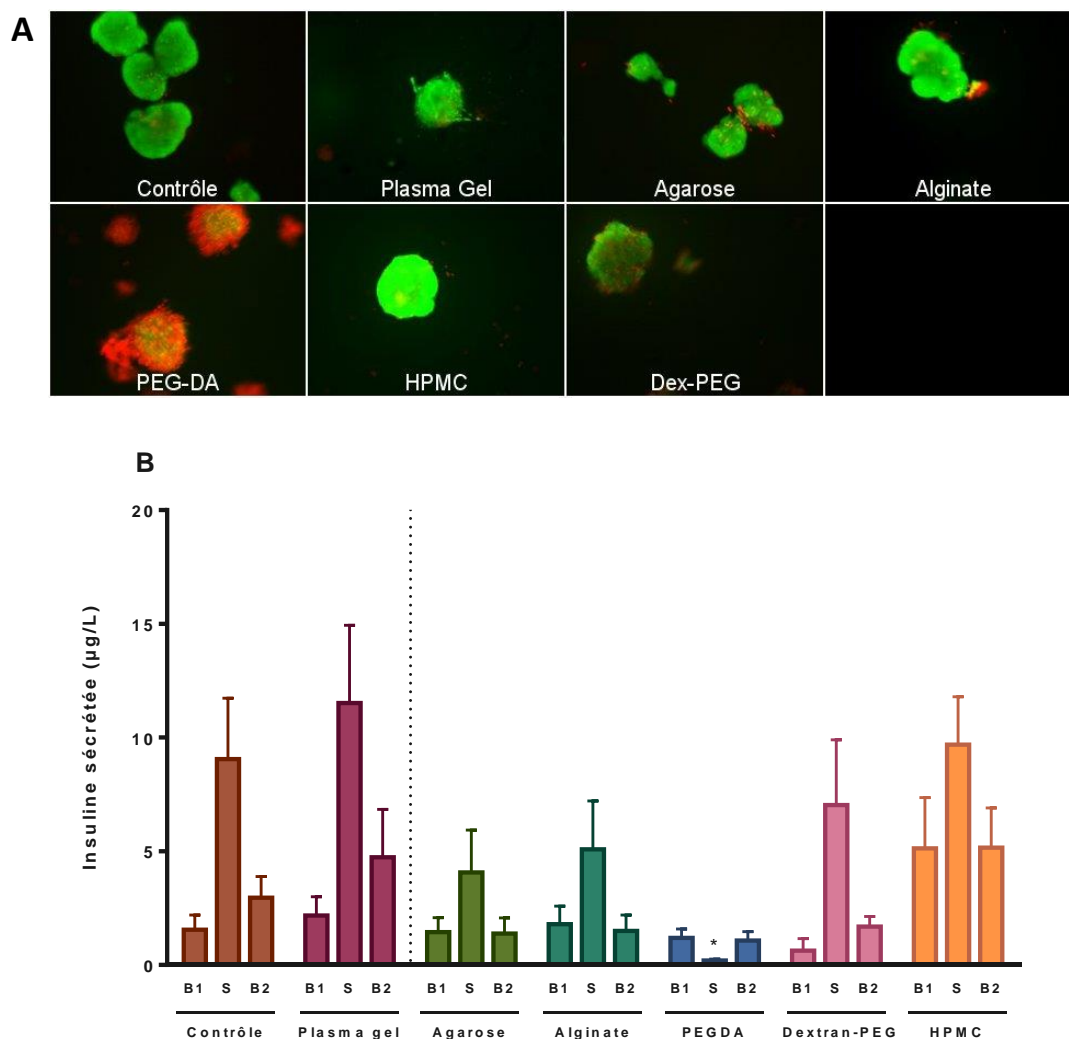 A
Contrôle Plasma Gel Agarose Alginate
PEG-DA HPMC Dex-PEG
B
20
15
10
5
0
Insuline sécrétée (µg/L)
*
B1 S B2 B1 S B2 B1 S B2 B1 S B2 B1 S B2 B1 S B2 B1 S B2
Contrôle Plasma gel Agarose Alginate PEGDA Dextran-PEG HPMC